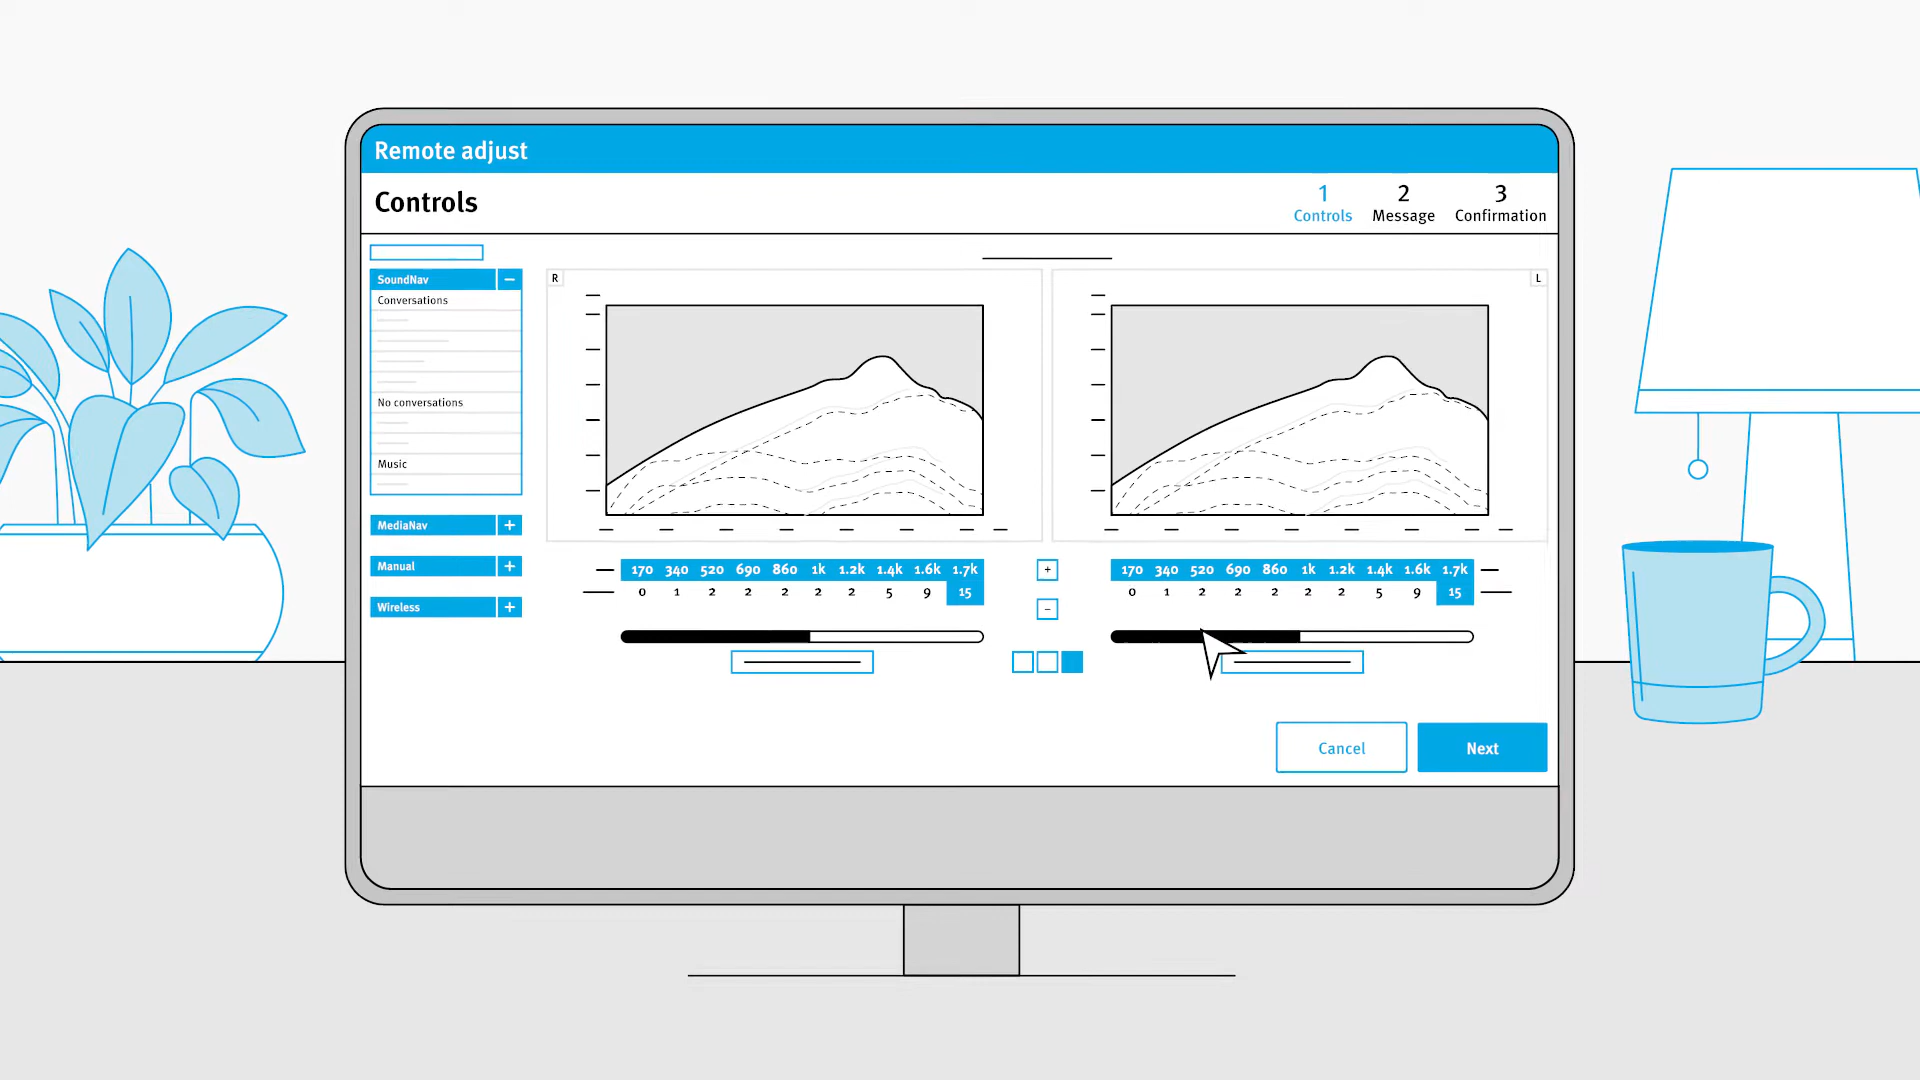 Remote adjust
Controls
1 2 3
Controls Message Confirmation
SoundNav −
Conversations
No conversations
Music
MediaNav +
Manual +
Wireless +
R
L
170 340 520 690 860 1k 1.2k 1.4k 1.6k 1.7k
0 1 2 2 2 2 2 5 9 15
+
−
170 340 520 690 860 1k 1.2k 1.4k 1.6k 1.7k
0 1 2 2 2 2 2 5 9 15
Cancel Next